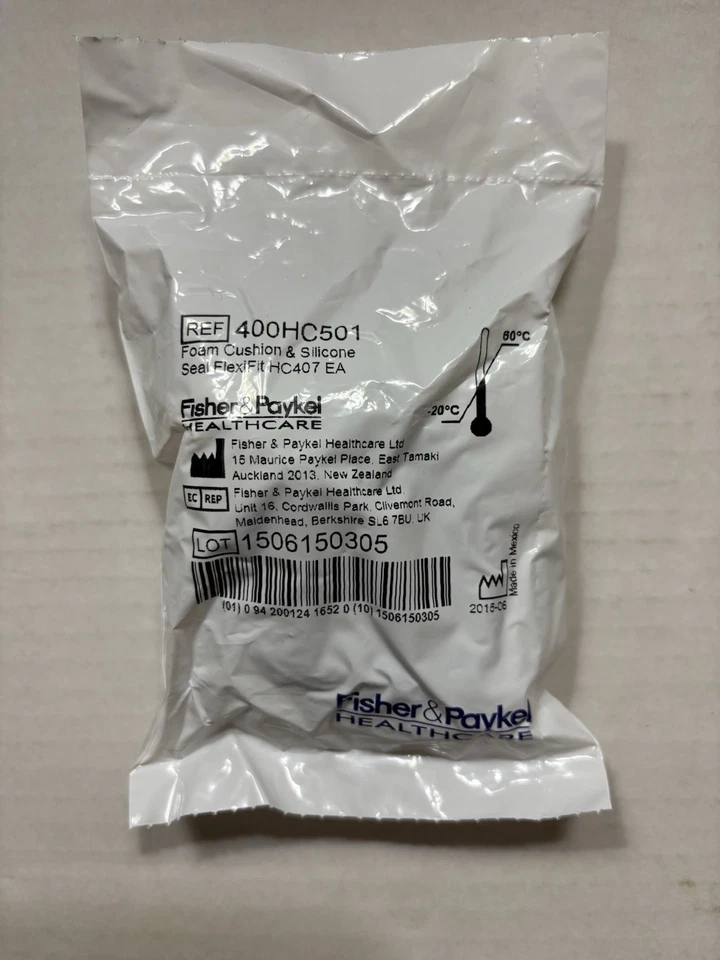 REF 400HC501
Foam Cushion & Silicone
Seal FlexiFit HC407 EA
60°C
-20°C
Fisher & Paykel
HEALTHCARE
Fisher & Paykel Healthcare Ltd
15 Maurice Paykel Place, East Tamaki
Auckland 2013, New Zealand
EC REP Fisher & Paykel Healthcare Ltd
Unit 16, Cordwallis Park, Clivemont Road,
Maidenhead, Berkshire SL6 7BU, UK
LOT 1506150305
(01) 0 94 200124 1652 0 (10) 1506150305
2015-06
Made in Mexico
Fisher & Paykel
HEALTHCARE